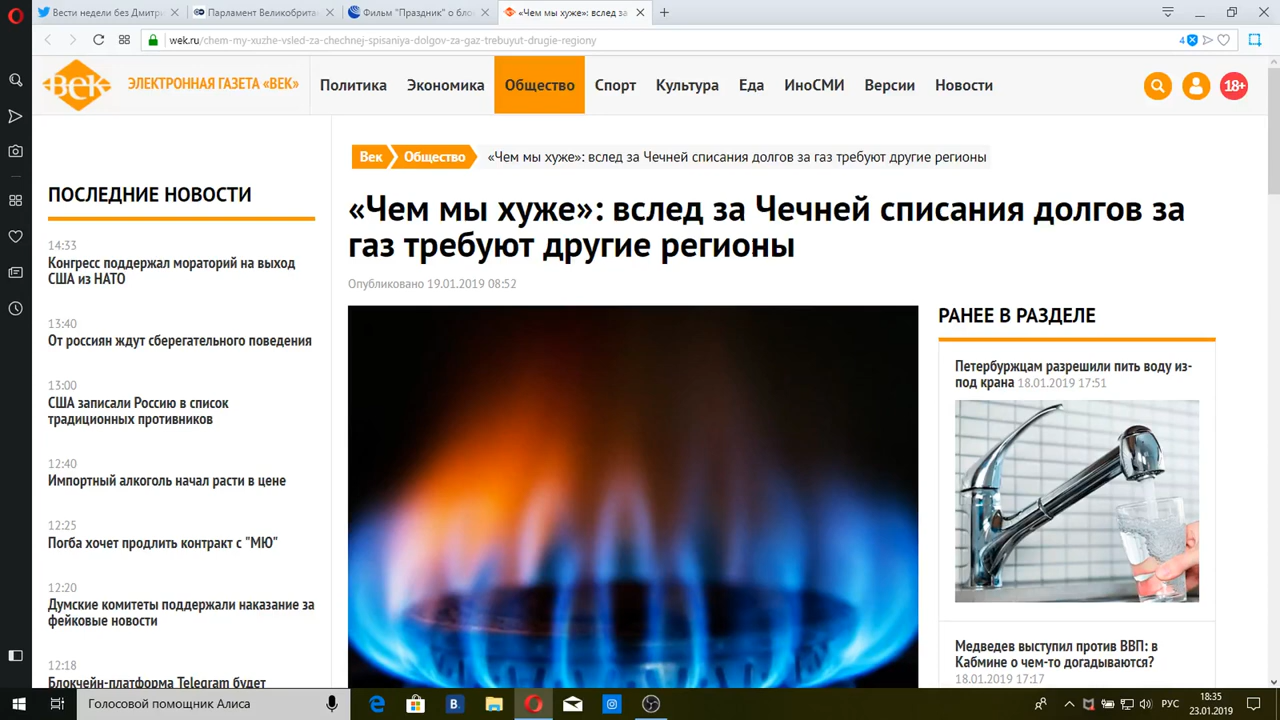 Вести недели без Дмитри
Парламент Великобритан
Фильм "Праздник" о бло
«Чем мы хуже»: вслед за
wek.ru/chem-my-xuzhe-vsled-za-chechnej-spisaniya-dolgov-za-gaz-trebuyut-drugie-regiony
4
век
ЭЛЕКТРОННАЯ ГАЗЕТА «ВЕК»
Политика
Экономика
Общество
Спорт
Культура
Еда
ИноСМИ
Версии
Новости
18+
Век
Общество
«Чем мы хуже»: вслед за Чечней списания долгов за газ требуют другие регионы
ПОСЛЕДНИЕ НОВОСТИ
14:33
Конгресс поддержал мораторий на выход
США из НАТО
13:40
От россиян ждут сберегательного поведения
13:00
США записали Россию в список
традиционных противников
12:40
Импортный алкоголь начал расти в цене
12:25
Погба хочет продлить контракт с "МЮ"
12:20
Думские комитеты поддержали наказание за
фейковые новости
12:18
Блокчейн-платформа Telegram будет
«Чем мы хуже»: вслед за Чечней списания долгов за
газ требуют другие регионы
Опубликовано 19.01.2019 08:52
РАНЕЕ В РАЗДЕЛЕ
Петербуржцам разрешили пить воду из-
под крана 18.01.2019 17:51
Медведев выступил против ВВП: в
Кабмине о чем-то догадываются?
18.01.2019 17:17
Голосовой помощник Алиса
РУС
18:35
23.01.2019